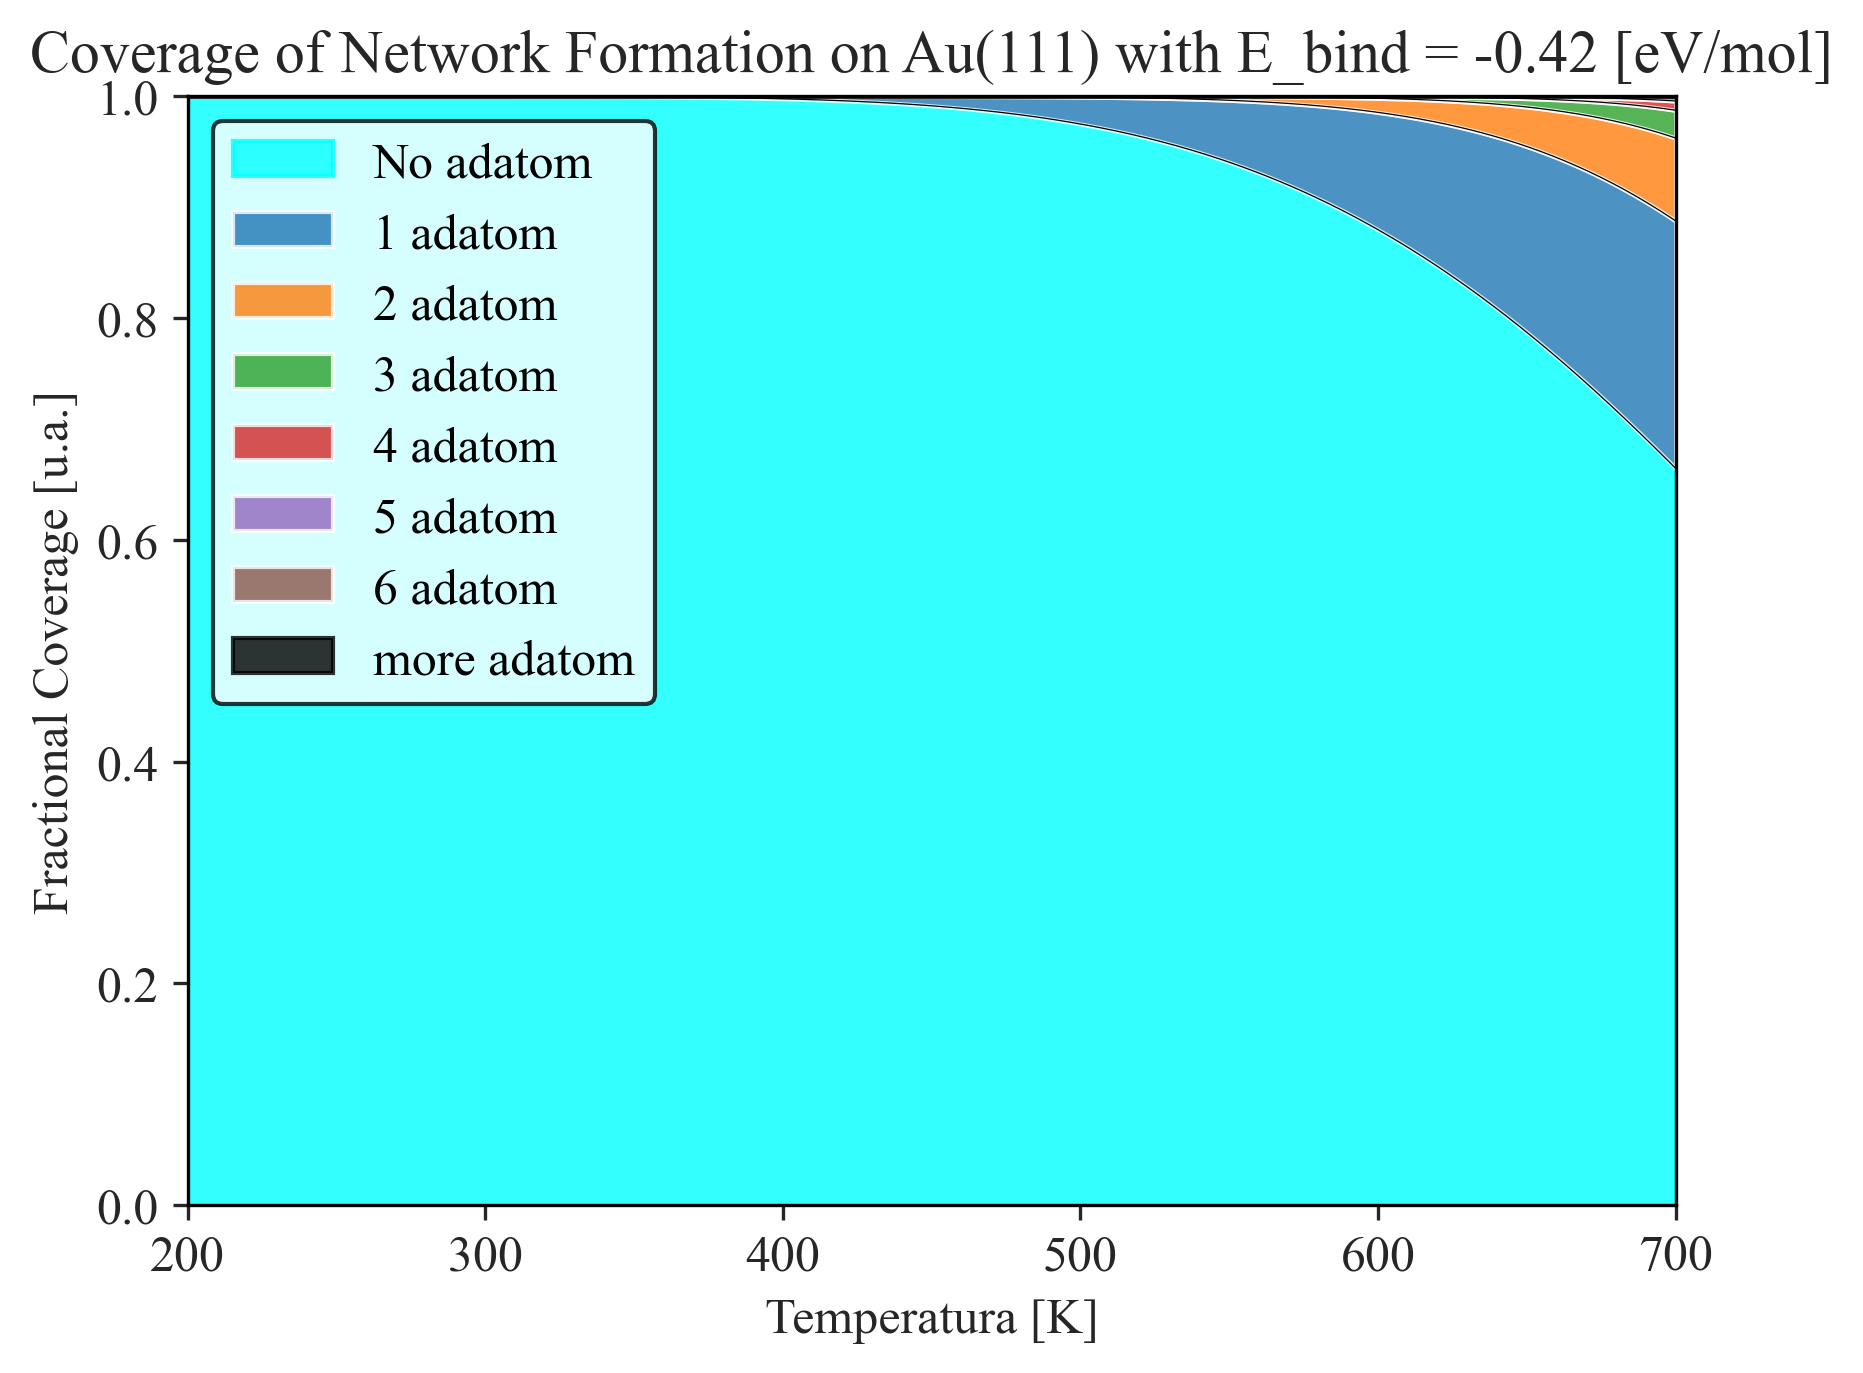 Coverage of Network Formation on Au(111) with E_bind = -0.42 [eV/mol]
1.0
0.8
0.6
0.4
0.2
0.0
Fractional Coverage [u.a.]
No adatom
1 adatom
2 adatom
3 adatom
4 adatom
5 adatom
6 adatom
more adatom
200 300 400 500 600 700
Temperatura [K]